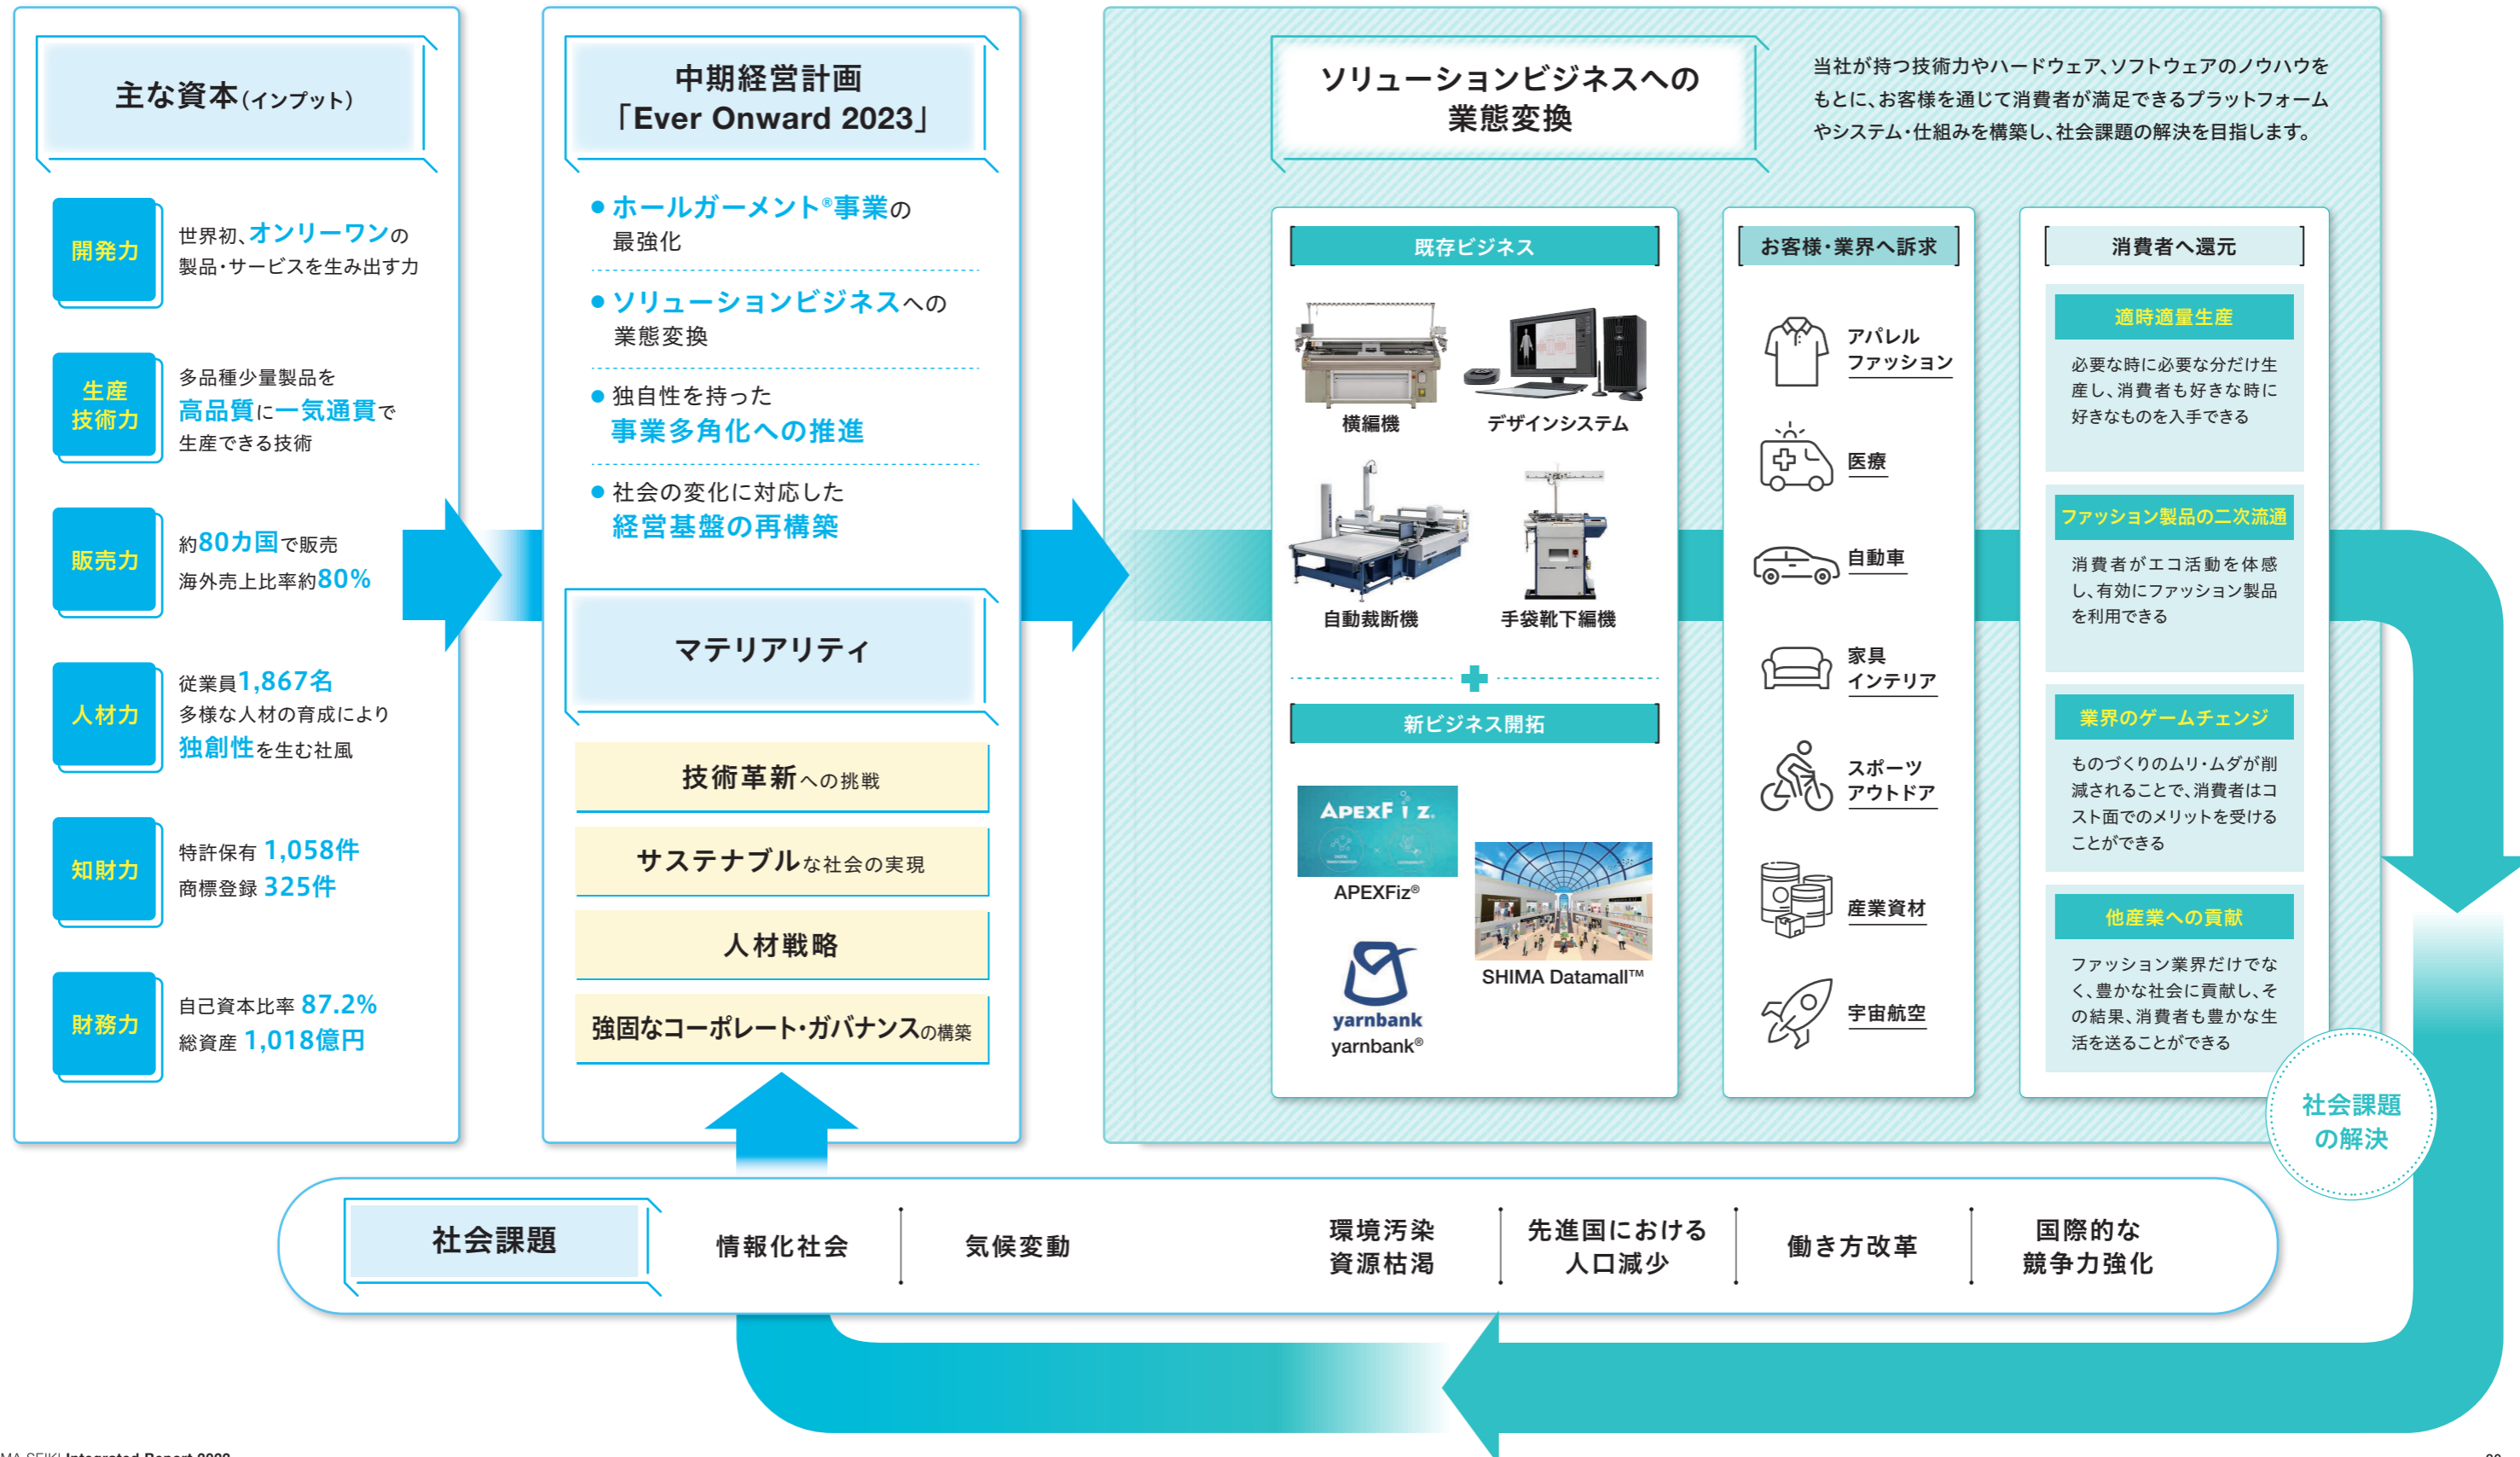 主な資本(インプット)
開発力
世界初、オンリーワンの
製品・サービスを生み出す力
生産
技術力
多品種少量製品を
高品質に一気通貫で
生産できる技術
販売力
約80カ国で販売
海外売上比率約80%
人材力
従業員1,867名
多様な人材の育成により
独創性を生む社風
知財力
特許保有 1,058件
商標登録 325件
財務力
自己資本比率 87.2%
総資産 1,018億円
中期経営計画
「Ever Onward 2023」
●ホールガーメント®事業の
最強化
●ソリューションビジネスへの
業態変換
●独自性を持った
事業多角化への推進
●社会の変化に対応した
経営基盤の再構築
マテリアリティ
技術革新への挑戦
サステナブルな社会の実現
人材戦略
強固なコーポレート・ガバナンスの構築
ソリューションビジネスへの
業態変換
当社が持つ技術力やハードウェア、ソフトウェアのノウハウを
もとに、お客様を通じて消費者が満足できるプラットフォーム
やシステム・仕組みを構築し、社会課題の解決を目指します。
既存ビジネス
横編機
デザインシステム
自動裁断機
手袋靴下編機
新ビジネス開拓
APEXFiz.
APEXFiz®
SHIMA Datamall™
yarnbank
yarnbank®
お客様・業界へ訴求
アパレル
ファッション
医療
自動車
家具
インテリア
スポーツ
アウトドア
産業資材
宇宙航空
消費者へ還元
適時適量生産
必要な時に必要な分だけ生
産し、消費者も好きな時に
好きなものを入手できる
ファッション製品の二次流通
消費者がエコ活動を体感
し、有効にファッション製品
を利用できる
業界のゲームチェンジ
ものづくりのムリ・ムダが削
減されることで、消費者はコ
スト面でのメリットを受ける
ことができる
他産業への貢献
ファッション業界だけでな
く、豊かな社会に貢献し、そ
の結果、消費者も豊かな生
活を送ることができる
社会課題
の解決
社会課題
情報化社会
気候変動
環境汚染
資源枯渇
先進国における
人口減少
働き方改革
国際的な
競争力強化
MA SEIKI Integrated Report